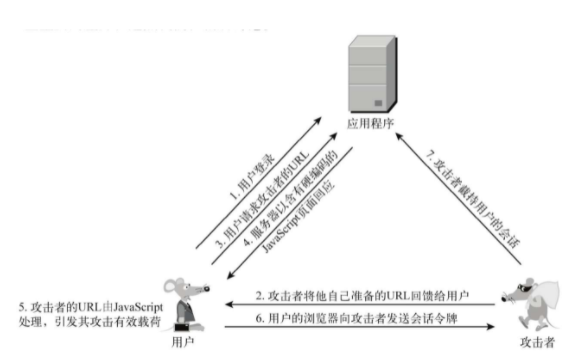 应用程序
1. 用户登录
3. 用户请求攻击者的URL
4. 服务器以含有硬编码的
JavaScript页面回应
7. 攻击者截持用户的会话
2. 攻击者将他自己准备的URL回馈给用户
5. 攻击者的URL由JavaScript
处理，引发其攻击有效载荷
6. 用户的浏览器向攻击者发送会话令牌
用户
攻击者